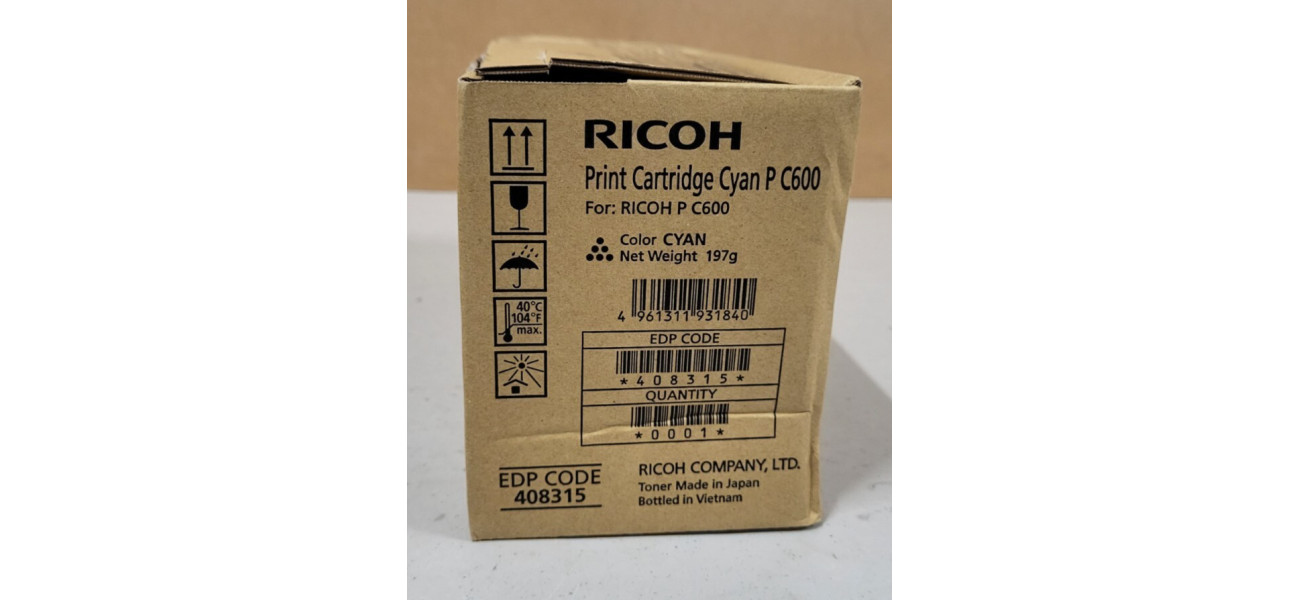 RICOH
Print Cartridge Cyan P C600
For: RICOH P C600
Color CYAN
Net Weight 197g
40°C
104°F
max.
4 961311 931840
EDP CODE
*408315*
QUANTITY
*0001*
EDP CODE
408315
RICOH COMPANY, LTD.
Toner Made in Japan
Bottled in Vietnam